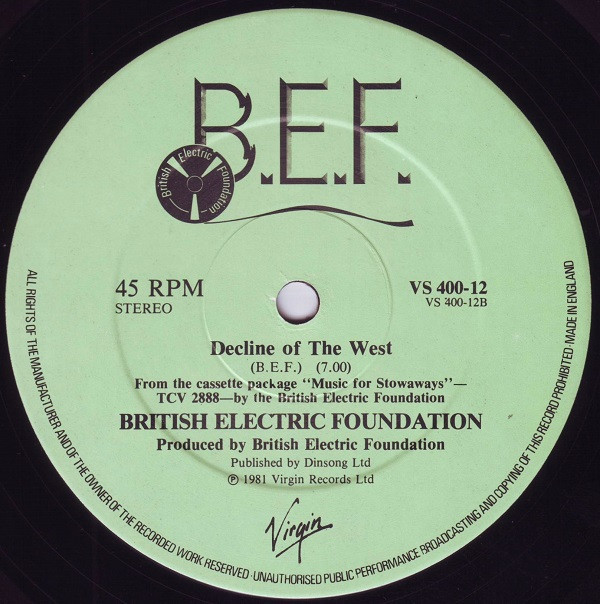 B.E.F.
British Electric Foundation
45 RPM
STEREO
VS 400-12
VS 400-12B
Decline of The West
(B.E.F.) (7.00)
From the cassette package "Music for Stowaways"—
TCV 2888—by the British Electric Foundation
BRITISH ELECTRIC FOUNDATION
Produced by British Electric Foundation
Published by Dinsong Ltd
℗ 1981 Virgin Records Ltd
Virgin
ALL RIGHTS OF THE MANUFACTURER AND OF THE OWNER OF THE RECORDED WORK RESERVED · UNAUTHORISED PUBLIC PERFORMANCE BROADCASTING AND COPYING OF THIS RECORD PROHIBITED · MADE IN ENGLAND